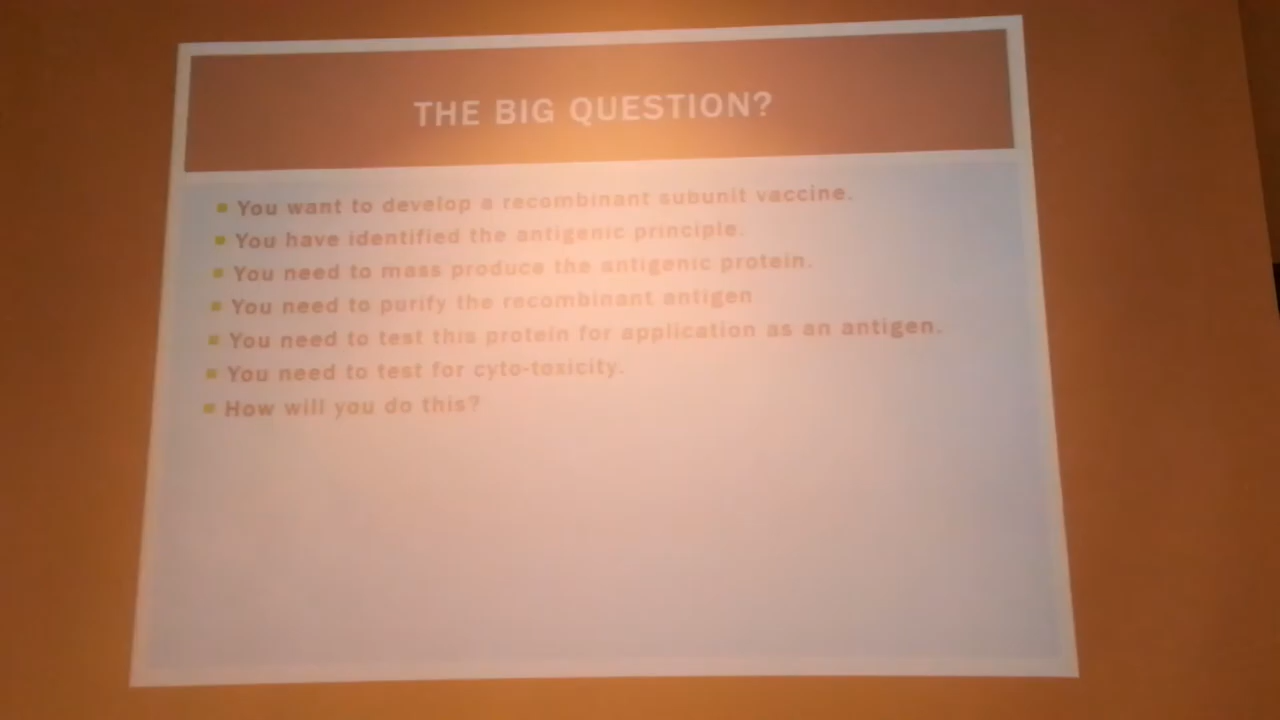 THE BIG QUESTION?
You want to develop a recombinant subunit vaccine.
You have identified the antigenic principle.
You need to mass produce the antigenic protein.
You need to purify the recombinant antigen
You need to test this protein for application as an antigen.
You need to test for cyto-toxicity.
How will you do this?